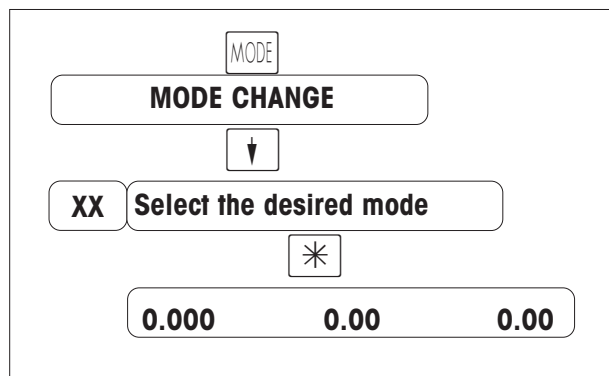 MODE
MODE CHANGE
XX Select the desired mode
0.000 0.00 0.00